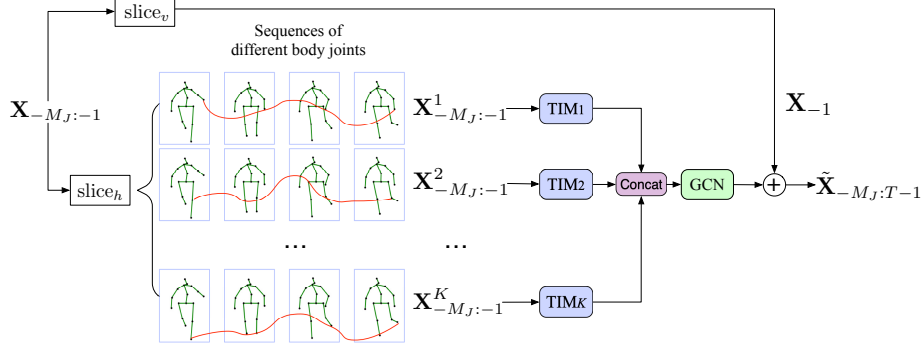 slice_v
Sequences of
different body joints
X_{-M_J:-1}
X^1_{-M_J:-1}
TIM1
X_{-1}
slice_h
X^2_{-M_J:-1}
TIM2
Concat
GCN
+
X̃_{-M_J:T-1}
... ...
X^K_{-M_J:-1}
TIMK